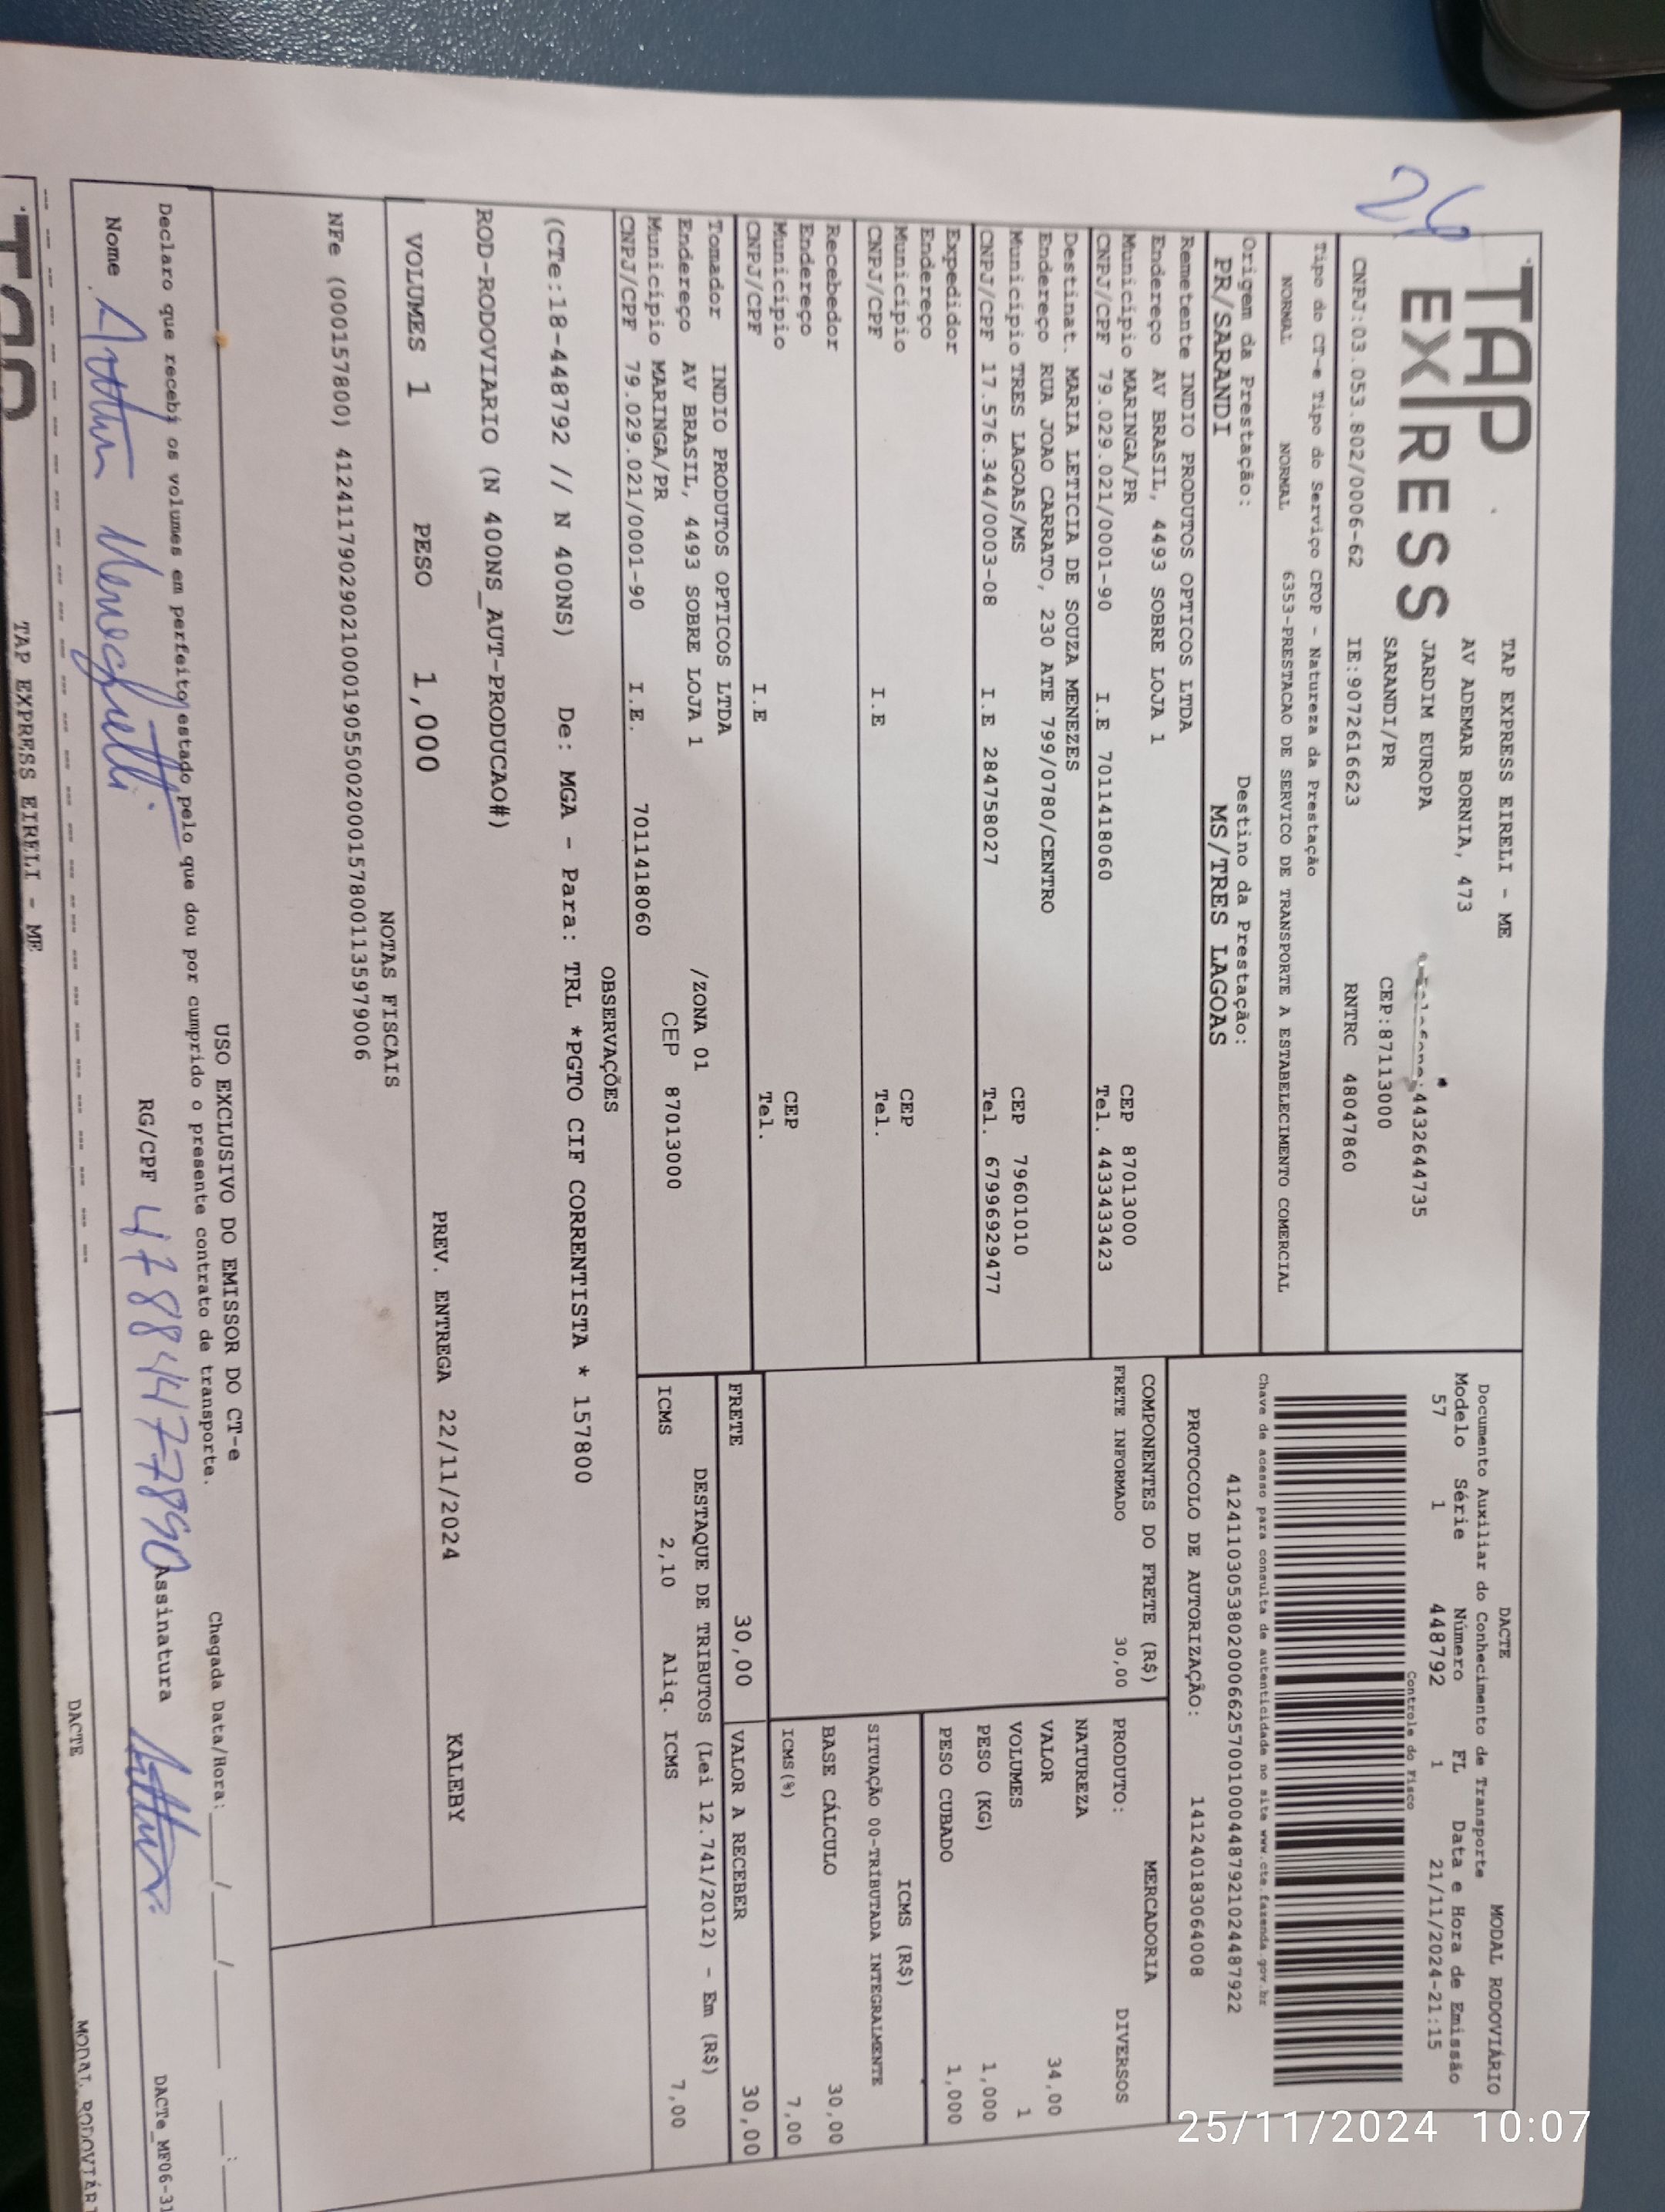 26
TAP
EXPRESS
TAP EXPRESS EIRELI - ME
AV ADEMAR BORNIA, 473
JARDIM EUROPA :4432644735
SARANDI/PR CEP:87113000
CNPJ:03.053.802/0006-62 IE:9072616623 RNTRC 48047860
Tipo do CT-e Tipo do Serviço CFOP - Natureza da Prestação
NORMAL NORMAL 6353-PRESTACAO DE SERVICO DE TRANSPORTE A ESTABELECIMENTO COMERCIAL
Origem da Prestação: Destino da Prestação:
PR/SARANDI MS/TRES LAGOAS
DACTE MODAL RODOVIÁRIO
Documento Auxiliar do Conhecimento de Transporte
Modelo Série Número FL Data e Hora de Emissão
57 1 448792 1 21/11/2024-21:15
Controle do Fisco
Chave de acesso para consulta de autenticidade no site www.cte.fazenda.gov.br
41241103053802000662570010004487921024487922
PROTOCOLO DE AUTORIZAÇÃO: 141240183064008
Remetente INDIO PRODUTOS OPTICOS LTDA
Endereço AV BRASIL, 4493 SOBRE LOJA 1
Município MARINGA/PR CEP 87013000
CNPJ/CPF 79.029.021/0001-90 I.E 7011418060 Tel. 443343​3423
Destinat. MARIA LETICIA DE SOUZA MENEZES
Endereço RUA JOAO CARRATO, 230 ATE 799/0780/CENTRO
Município TRES LAGOAS/MS CEP 79601010
CNPJ/CPF 17.576.344/0003-08 I.E 284758027 Tel. 67996929477
Expedidor
Endereço
Município CEP
CNPJ/CPF I.E Tel.
Recebedor
Endereço
Município CEP
CNPJ/CPF I.E Tel.
Tomador INDIO PRODUTOS OPTICOS LTDA
Endereço AV BRASIL, 4493 SOBRE LOJA 1 /ZONA 01
Município MARINGA/PR CEP 87013000
CNPJ/CPF 79.029.021/0001-90 I.E. 7011418060
COMPONENTES DO FRETE (R$)
FRETE INFORMADO 30,00
MERCADORIA
PRODUTO: DIVERSOS
NATUREZA
VALOR 34,00
VOLUMES 1
PESO (KG) 1,000
PESO CUBADO 1,000
ICMS (R$)
SITUAÇÃO 00-TRIBUTADA INTEGRALMENTE
BASE CÁLCULO 30,00
ICMS(%) 7,00
FRETE 30,00 VALOR A RECEBER 30,00
DESTAQUE DE TRIBUTOS (Lei 12.741/2012) - Em (R$)
ICMS 2,10 Aliq. ICMS 7,00
OBSERVAÇÕES
(CTe:18-448792 // N 400NS) De: MGA - Para: TRL *PGTO CIF CORRENTISTA * 157800
ROD-RODOVIARIO (N 400NS_AUT-PRODUCAO#)
VOLUMES 1 PESO 1,000 PREV. ENTREGA 22/11/2024 KALEBY
NOTAS FISCAIS
NFe (000157800) 41241179029021000190550020001578001135979006
USO EXCLUSIVO DO EMISSOR DO CT-e
Declaro que recebi os volumes em perfeito estado pelo que dou por cumprido o presente contrato de transporte. Chegada Data/Hora:____/____/____ ____:____
Nome Arthur Meneghetti RG/CPF 47884477890 Assinatura Arthur
DACTe_MF06-31
TAP EXPRESS EIRELI - ME
DACTE
25/11/2024 10:07